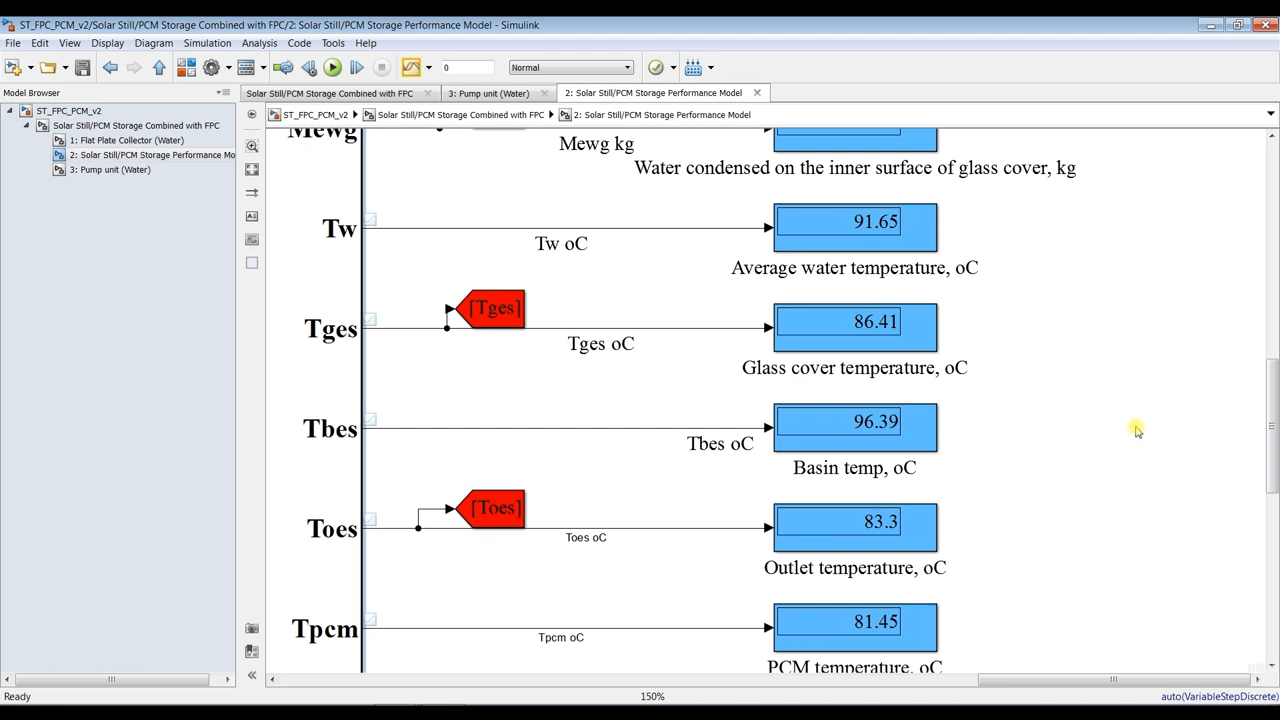 ST_FPC_PCM_v2/Solar Still/PCM Storage Combined with FPC/2: Solar Still/PCM Storage Performance Model - Simulink
File Edit View Display Diagram Simulation Analysis Code Tools Help
0 Normal
Model Browser
Solar Still/PCM Storage Combined with FPC 3: Pump unit (Water) 2: Solar Still/PCM Storage Performance Model
ST_FPC_PCM_v2 Solar Still/PCM Storage Combined with FPC 2: Solar Still/PCM Storage Performance Model
ST_FPC_PCM_v2
Solar Still/PCM Storage Combined with FPC
1: Flat Plate Collector (Water)
2: Solar Still/PCM Storage Performance Mo
3: Pump unit (Water)
Mewg
Mewg kg
Water condensed on the inner surface of glass cover, kg
Tw
91.65
Tw oC
Average water temperature, oC
[Tges]
Tges
86.41
Tges oC
Glass cover temperature, oC
Tbes
96.39
Tbes oC
Basin temp, oC
[Toes]
Toes
83.3
Toes oC
Outlet temperature, oC
Tpcm
81.45
Tpcm oC
PCM temperature, oC
Ready 150% auto(VariableStepDiscrete)